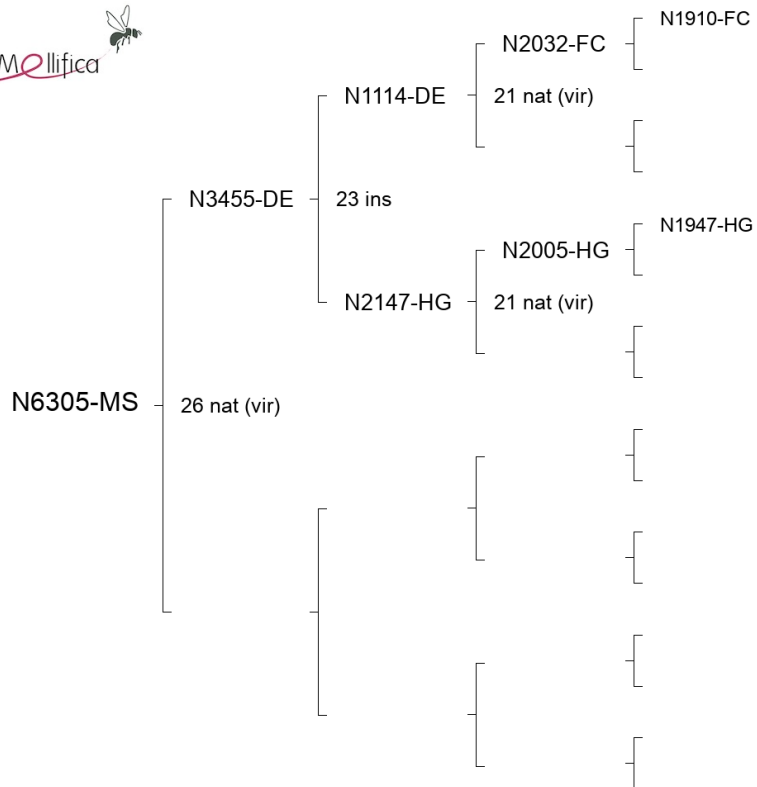 Mellifica
N1910-FC
N2032-FC
N1114-DE
21 nat (vir)
N3455-DE
23 ins
N1947-HG
N2005-HG
N2147-HG
21 nat (vir)
N6305-MS
26 nat (vir)